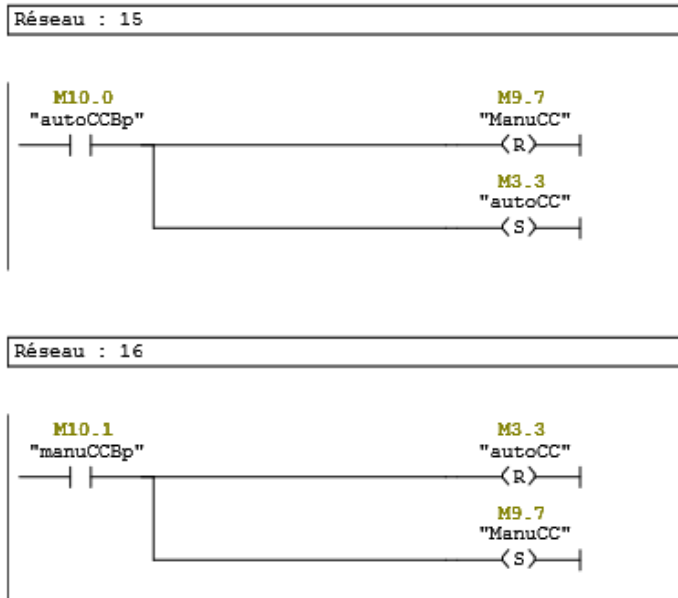 Réseau : 15
M10.0 M9.7
"autoCCBp" "ManuCC"
(R)
M3.3
"autoCC"
(S)
Réseau : 16
M10.1 M3.3
"manuCCBp" "autoCC"
(R)
M9.7
"ManuCC"
(S)